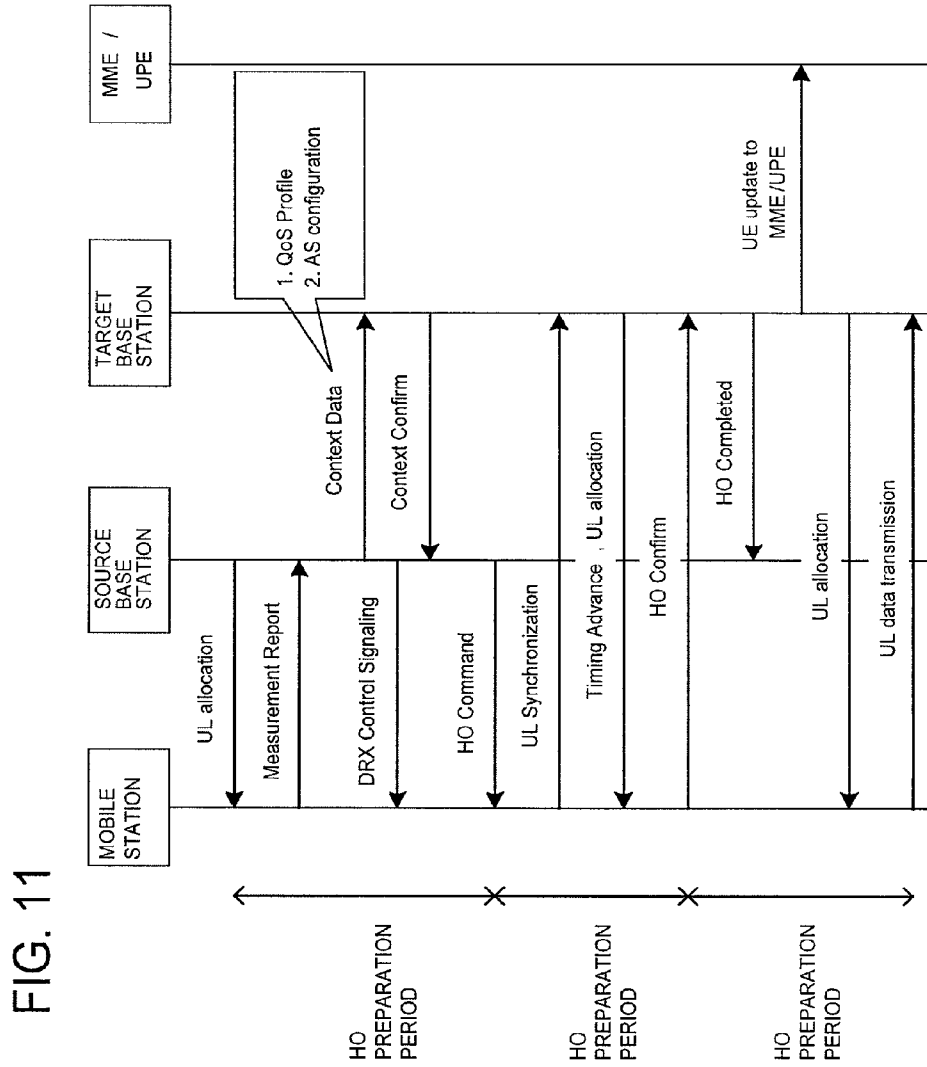 FIG. 11
MOBILE
STATION
SOURCE
BASE
STATION
TARGET
BASE
STATION
MME /
UPE
HO
PREPARATION
PERIOD
UL allocation
Measurement Report
1. QoS Profile
2. AS configuration
Context Data
DRX Control Signaling
Context Confirm
HO Command
HO
PREPARATION
PERIOD
UL Synchronization
Timing Advance , UL allocation
HO Confirm
HO
PREPARATION
PERIOD
HO Completed
UE update to
MME/UPE
UL allocation
UL data transmission